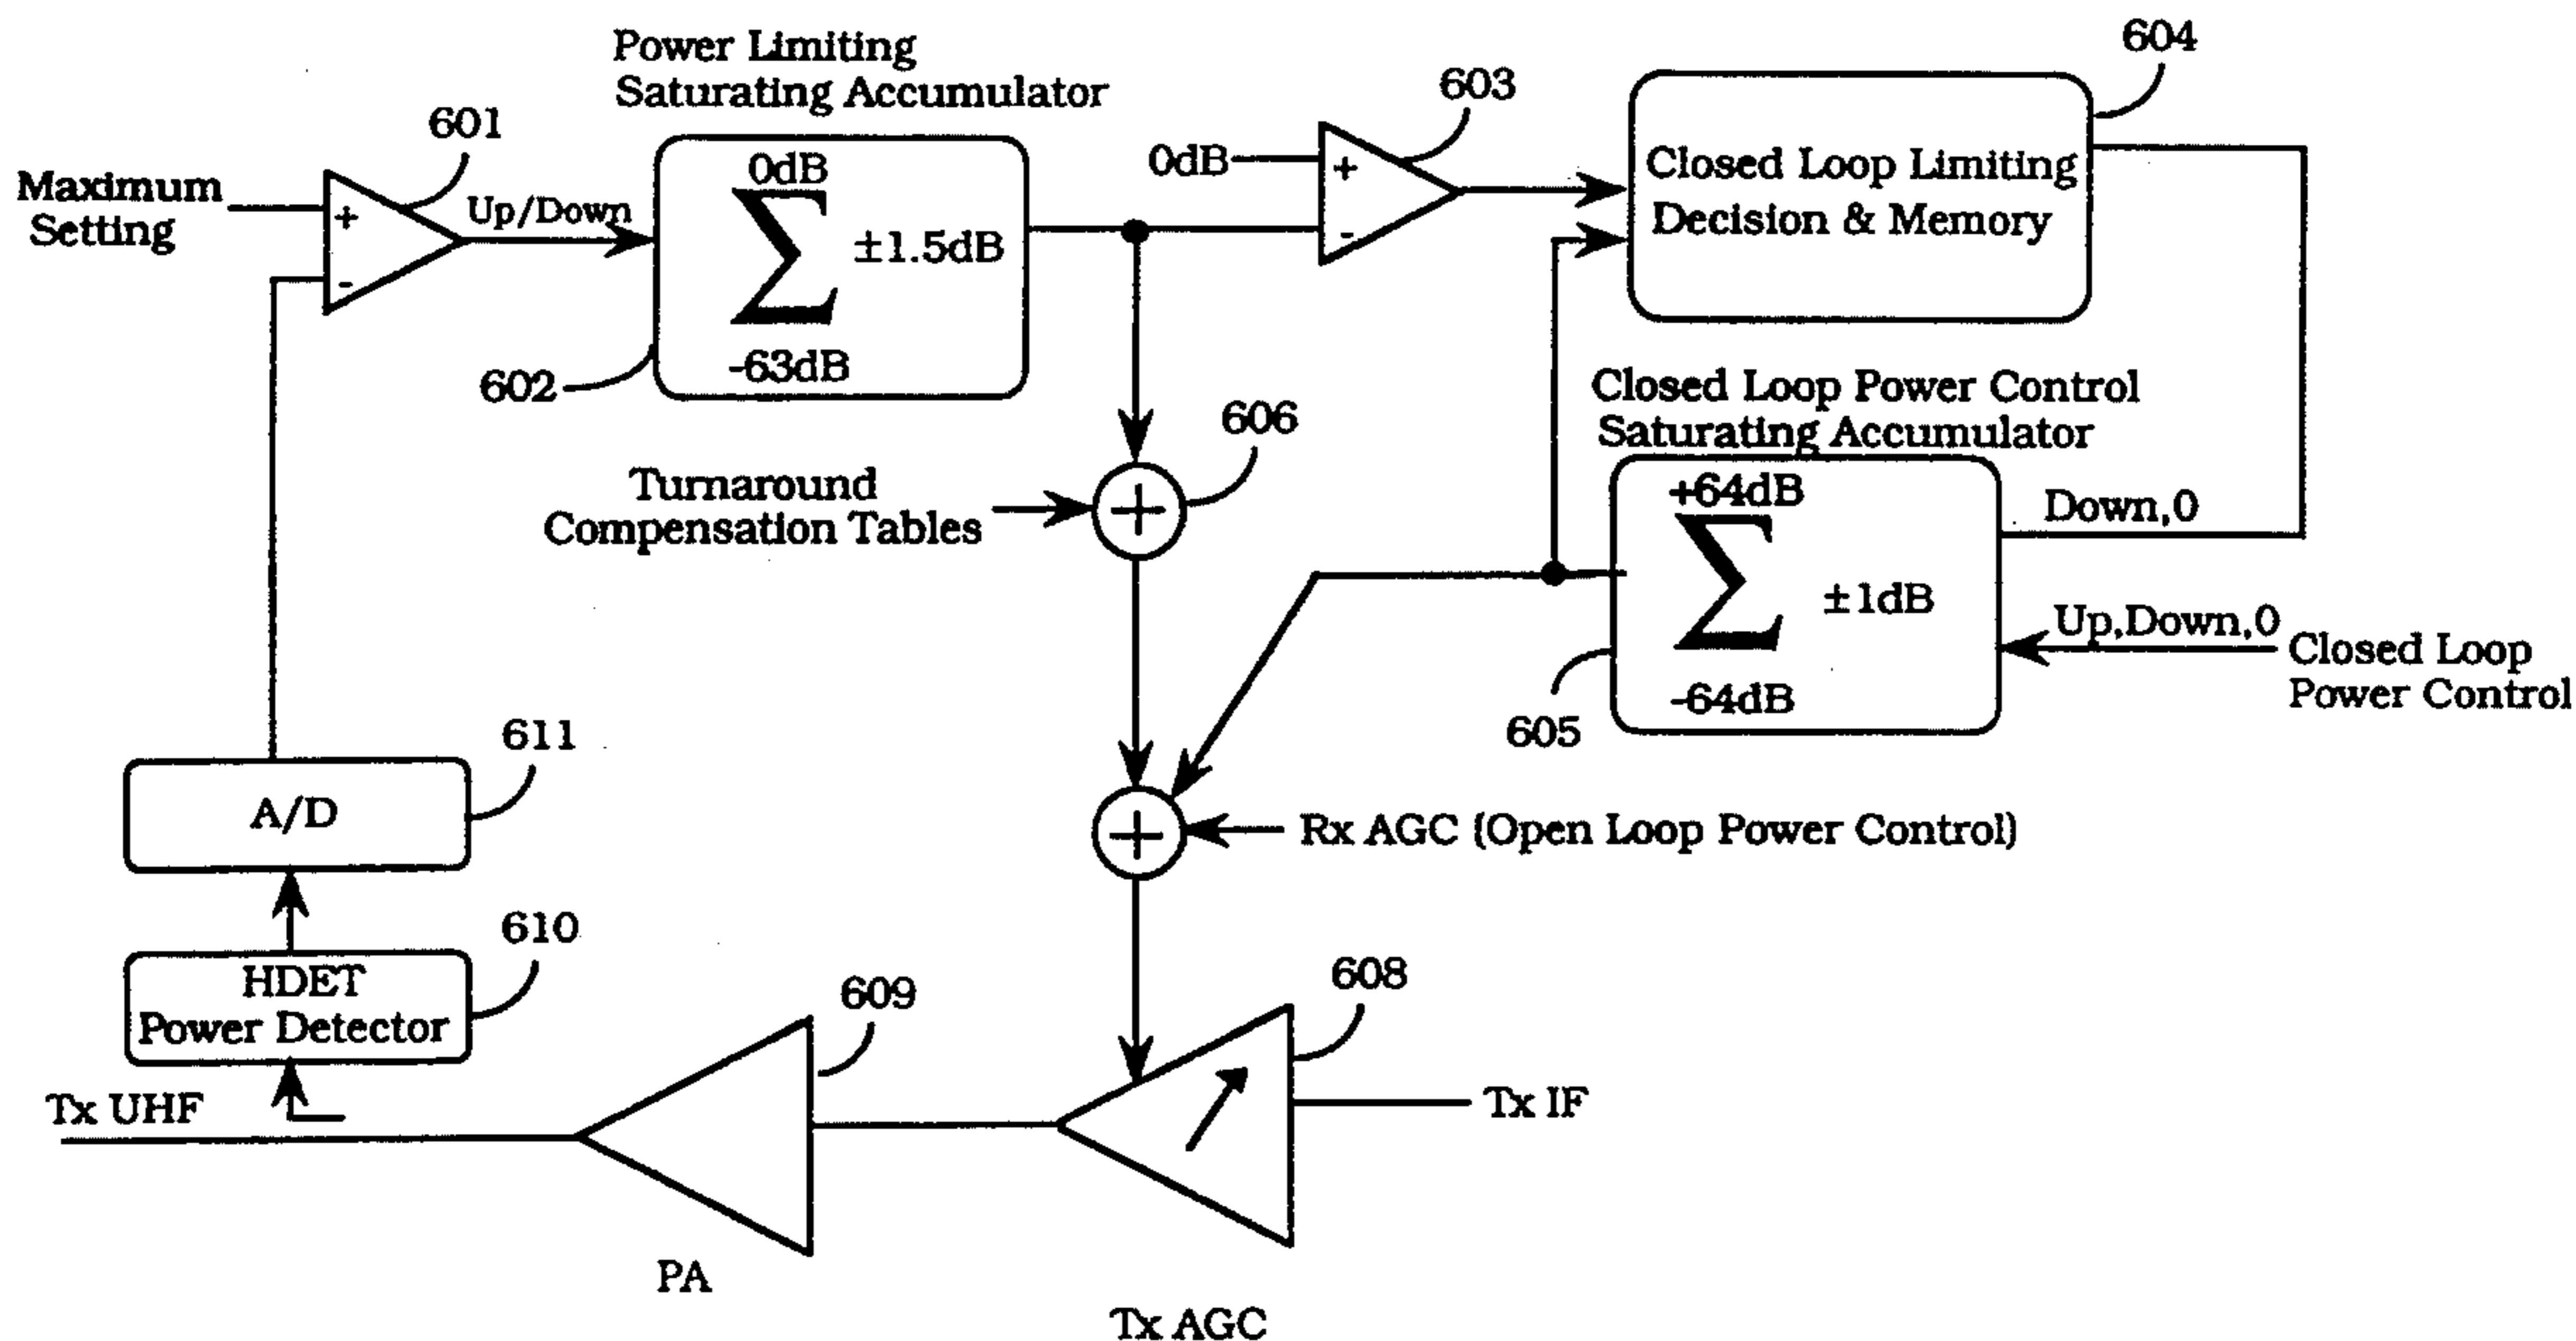 604
Power Limiting
Saturating Accumulator
603
601
0dB
+
-
Closed Loop Limiting
Decision & Memory
Maximum
Setting
+
-
Up/Down
0dB
∑ ±1.5dB
-63dB
602
606
Closed Loop Power Control
Saturating Accumulator
Turnaround
Compensation Tables
+
+64dB
∑ ±1dB
-64dB
Down,0
Up,Down,0
Closed Loop
Power Control
605
611
A/D
+
Rx AGC (Open Loop Power Control)
610
HDET
Power Detector
609
608
Tx UHF
Tx IF
PA
Tx AGC